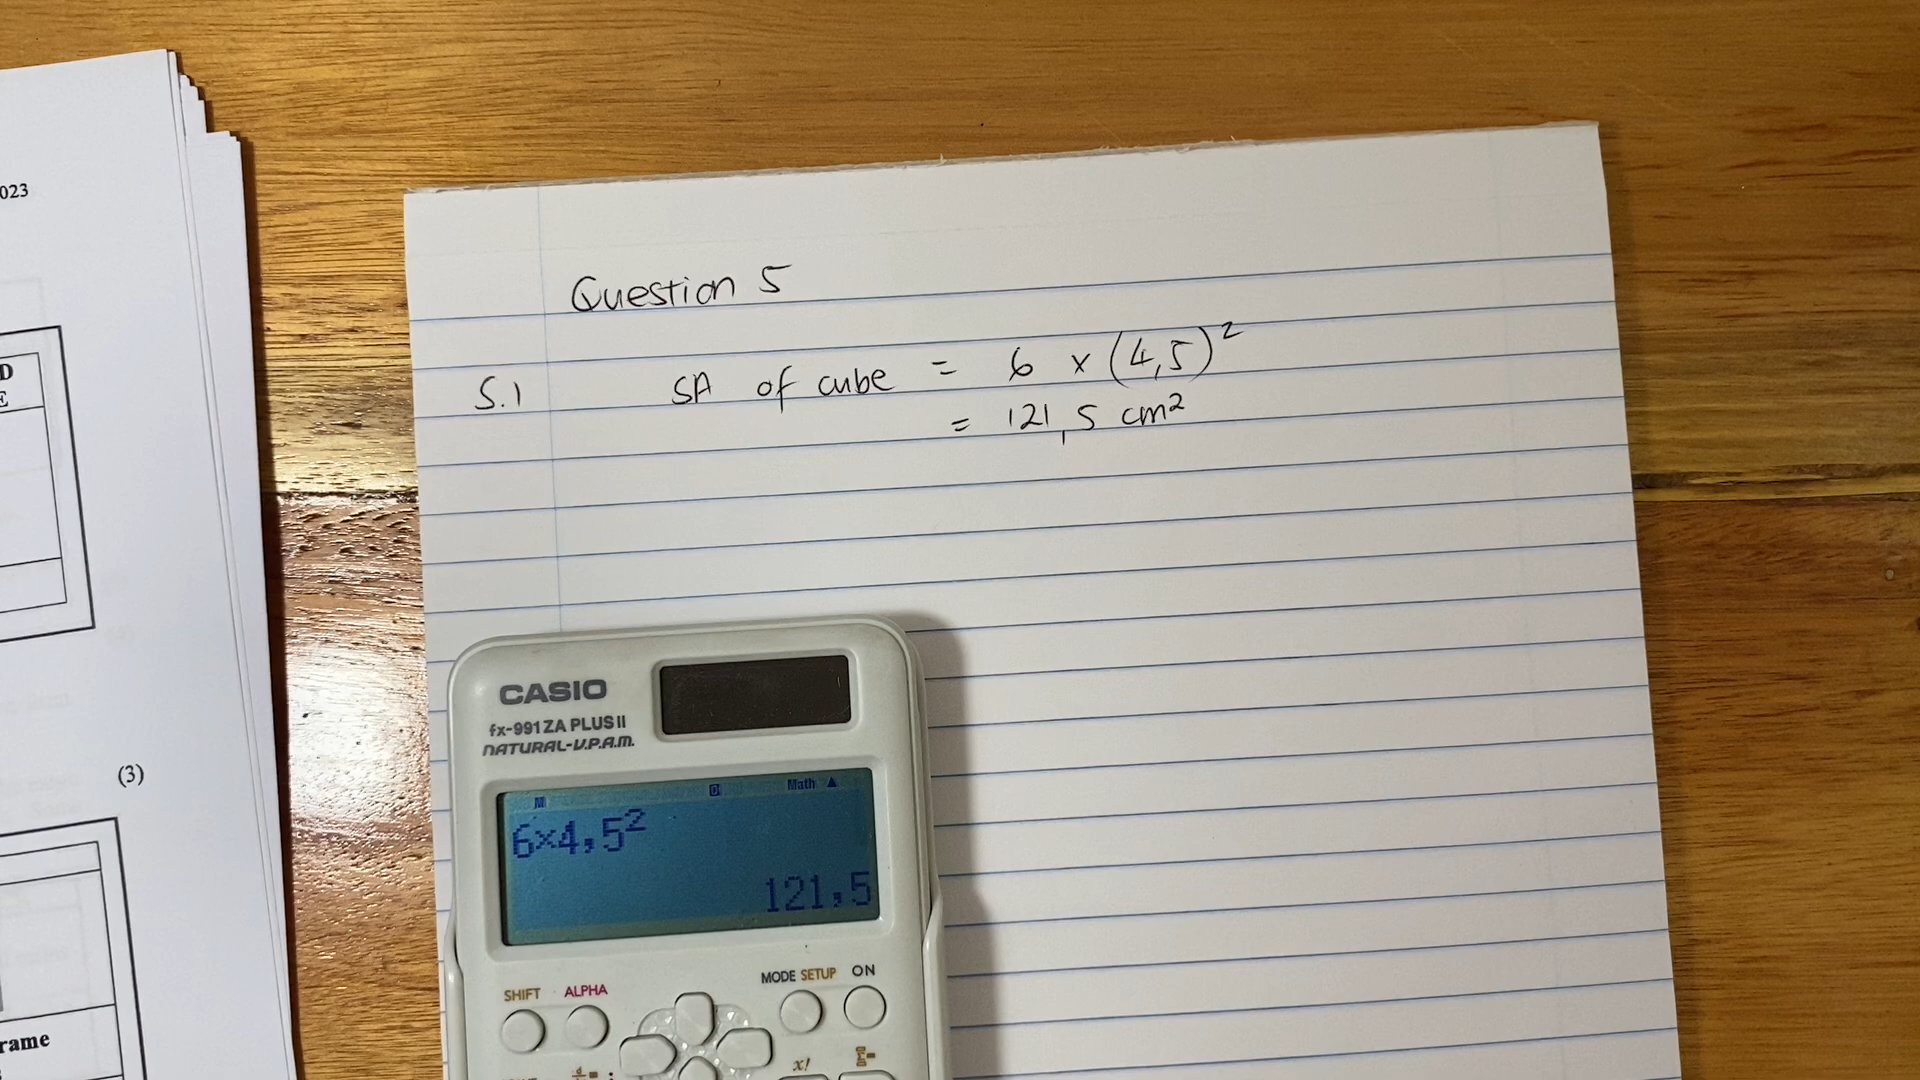 023
D
E
(3)
rame
Question 5
5.1 SA of cube = 6 × (4,5)²
= 121,5 cm²
CASIO
fx-991ZA PLUS II
NATURAL-V.P.A.M.
M D Math ▲
6×4,5²
121,5
SHIFT ALPHA MODE SETUP ON
x!